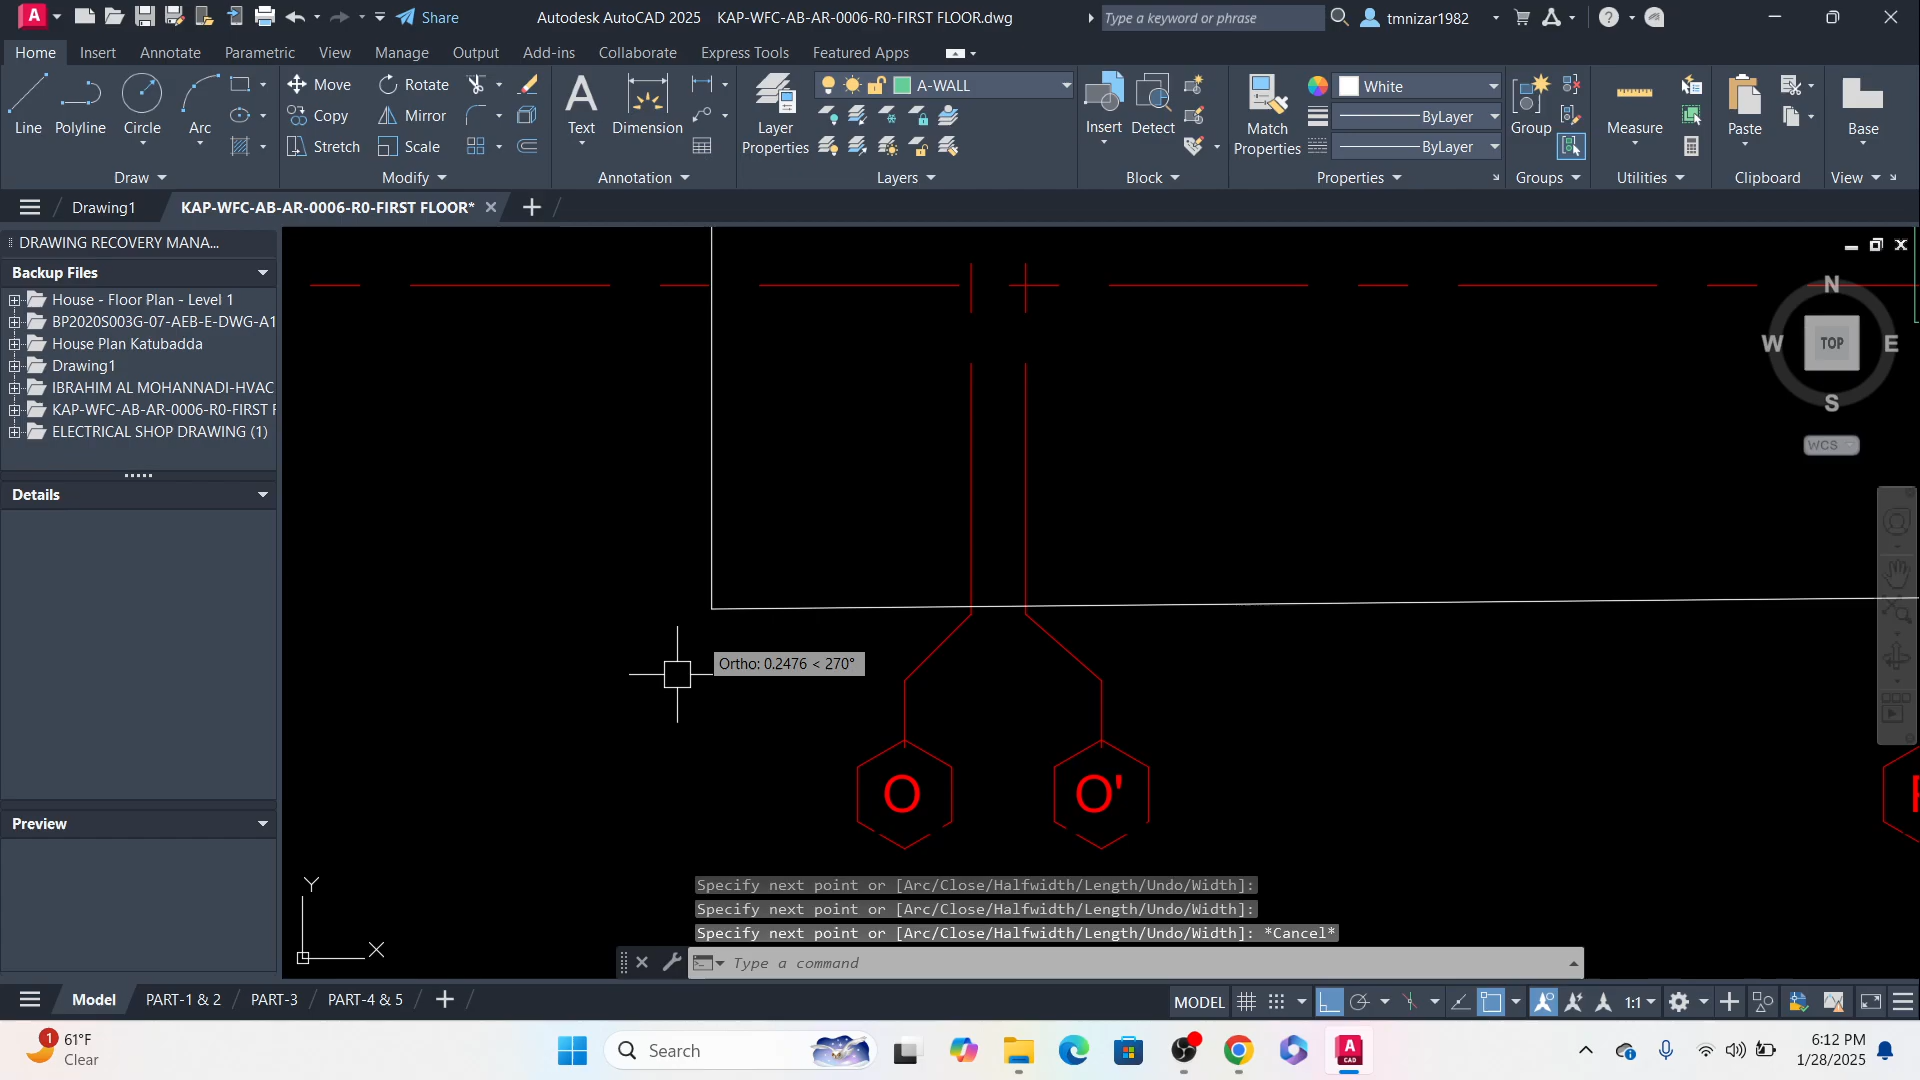 Share
Autodesk AutoCAD 2025 KAP-WFC-AB-AR-0006-R0-FIRST FLOOR.dwg
Type a keyword or phrase
tmnizar1982
Home Insert Annotate Parametric View Manage Output Add-ins Collaborate Express Tools Featured Apps
Line
Polyline
Circle
Arc
Draw
Move
Rotate
Copy
Mirror
Stretch
Scale
Modify
Text
Dimension
Annotation
Layer
Properties
A-WALL
Layers
Insert
Detect
Block
Match
Properties
White
ByLayer
ByLayer
Properties
Group
Groups
Measure
Utilities
Paste
Clipboard
Base
View
Drawing1
KAP-WFC-AB-AR-0006-R0-FIRST FLOOR*
DRAWING RECOVERY MANA...
Backup Files
House - Floor Plan - Level 1
BP2020S003G-07-AEB-E-DWG-A1
House Plan Katubadda
Drawing1
IBRAHIM AL MOHANNADI-HVAC
KAP-WFC-AB-AR-0006-R0-FIRST F
ELECTRICAL SHOP DRAWING (1)
Details
Preview
N
W
TOP
E
S
WCS
Ortho: 0.2476 < 270°
O
O'
Y
X
Specify next point or [Arc/Close/Halfwidth/Length/Undo/Width]:
Specify next point or [Arc/Close/Halfwidth/Length/Undo/Width]:
Specify next point or [Arc/Close/Halfwidth/Length/Undo/Width]: *Cancel*
Type a command
Model PART-1 & 2 PART-3 PART-4 & 5
MODEL
1:1
1
61°F
Clear
Search
6:12 PM
1/28/2025